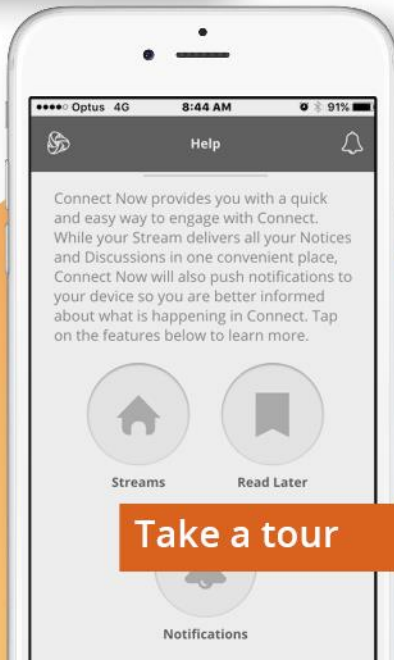 Optus 4G 8:44 AM 91%
Help
Connect Now provides you with a quick
and easy way to engage with Connect.
While your Stream delivers all your Notices
and Discussions in one convenient place,
Connect Now will also push notifications to
your device so you are better informed
about what is happening in Connect. Tap
on the features below to learn more.
Streams Read Later
Take a tour
Notifications